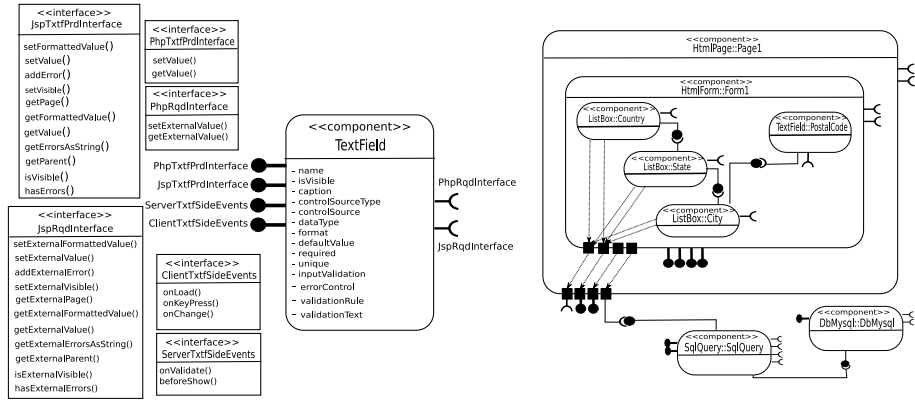 <<interface>>
JspTxtfPrdInterface
setFormattedValue()
setValue()
addError()
setVisible()
getPage()
getFormattedValue()
getValue()
getErrorsAsString()
getParent()
isVisible()
hasErrors()
<<interface>>
PhpTxtfPrdInterface
setValue()
getValue()
<<interface>>
PhpRqdInterface
setExternalValue()
getExternalValue()
<<interface>>
JspRqdInterface
setExternalFormattedValue()
setExternalValue()
addExternalError()
setExternalVisible()
getExternalPage()
getExternalFormattedValue()
getExternalValue()
getExternalErrorsAsString()
getExternalParent()
isExternalVisible()
hasExternalErrors()
<<interface>>
ClientTxtfSideEvents
onLoad()
onKeyPress()
onChange()
<<interface>>
ServerTxtfSideEvents
onValidate()
beforeShow()
PhpTxtfPrdInterface
JspTxtfPrdInterface
ServerTxtfSideEvents
ClientTxtfSideEvents
<<component>>
TextField
- name
- isVisible
- caption
- controlSourceType
- controlSource
- dataType
- format
- defaultValue
- required
- unique
- inputValidation
- errorControl
- validationRule
- validationText
PhpRqdInterface
JspRqdInterface
<<component>>
HtmlPage::Page1
<<component>>
HtmlForm::Form1
<<component>>
ListBox::Country
<<component>>
TextField::PostalCode
<<component>>
ListBox::State
<<component>>
ListBox::City
<<component>>
DbMysql::DbMysql
<<component>>
SqlQuery::SqlQuery